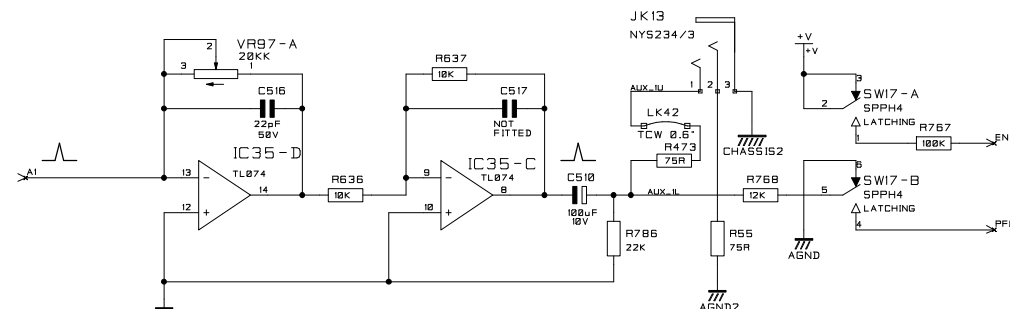 JK13
NYS234/3
VR97-A
20KK
2
3
1
C516
22pF
50V
IC35-D
TL074
13
14
12
A1
R636
10K
R637
10K
C517
NOT
FITTED
IC35-C
TL074
9
8
10
C510
100uF
10V
R786
22K
AUX_1U
1
2
3
LK42
TCW 0.6"
R473
75R
CHASSIS2
AUX_1L
R55
75R
AGND2
R768
12K
+V
+V
3
2
SW17-A
SPPH4
LATCHING
1
R767
100K
EN
6
5
SW17-B
SPPH4
LATCHING
4
AGND